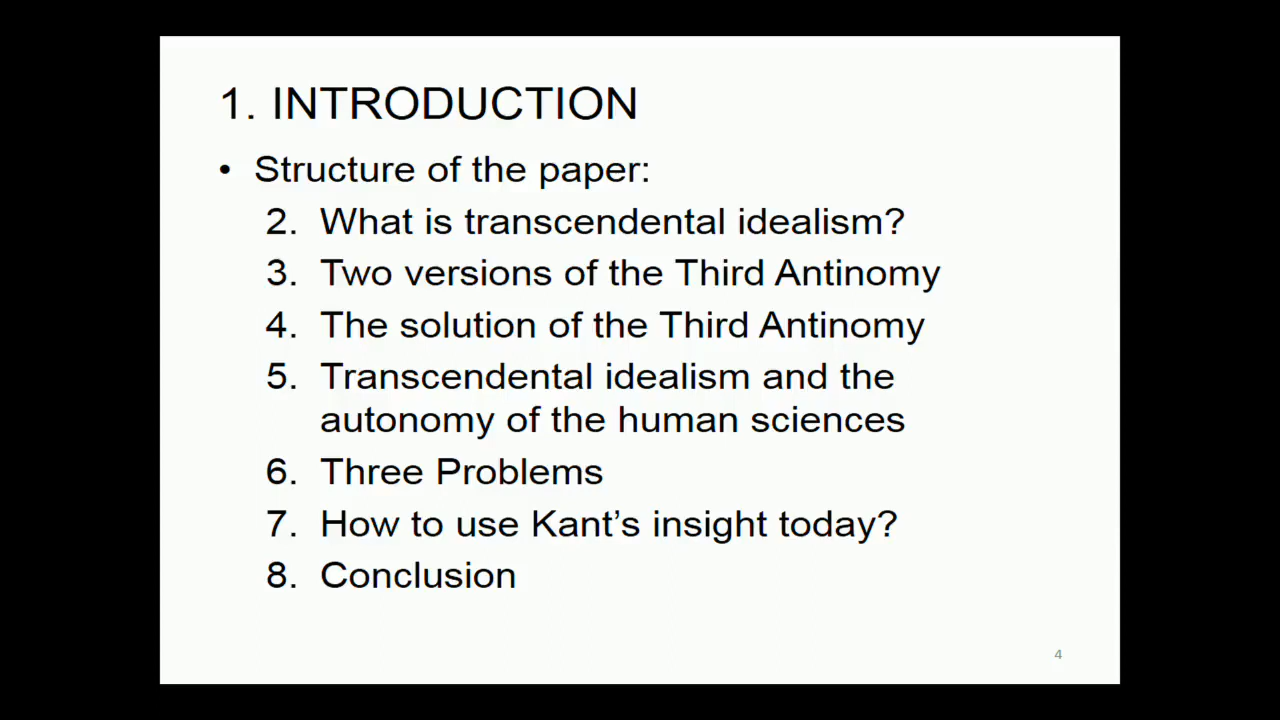 1. INTRODUCTION
• Structure of the paper:
2. What is transcendental idealism?
3. Two versions of the Third Antinomy
4. The solution of the Third Antinomy
5. Transcendental idealism and the
autonomy of the human sciences
6. Three Problems
7. How to use Kant’s insight today?
8. Conclusion
4